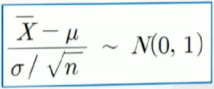 X̄ − μ
σ / √n ~ N(0, 1)